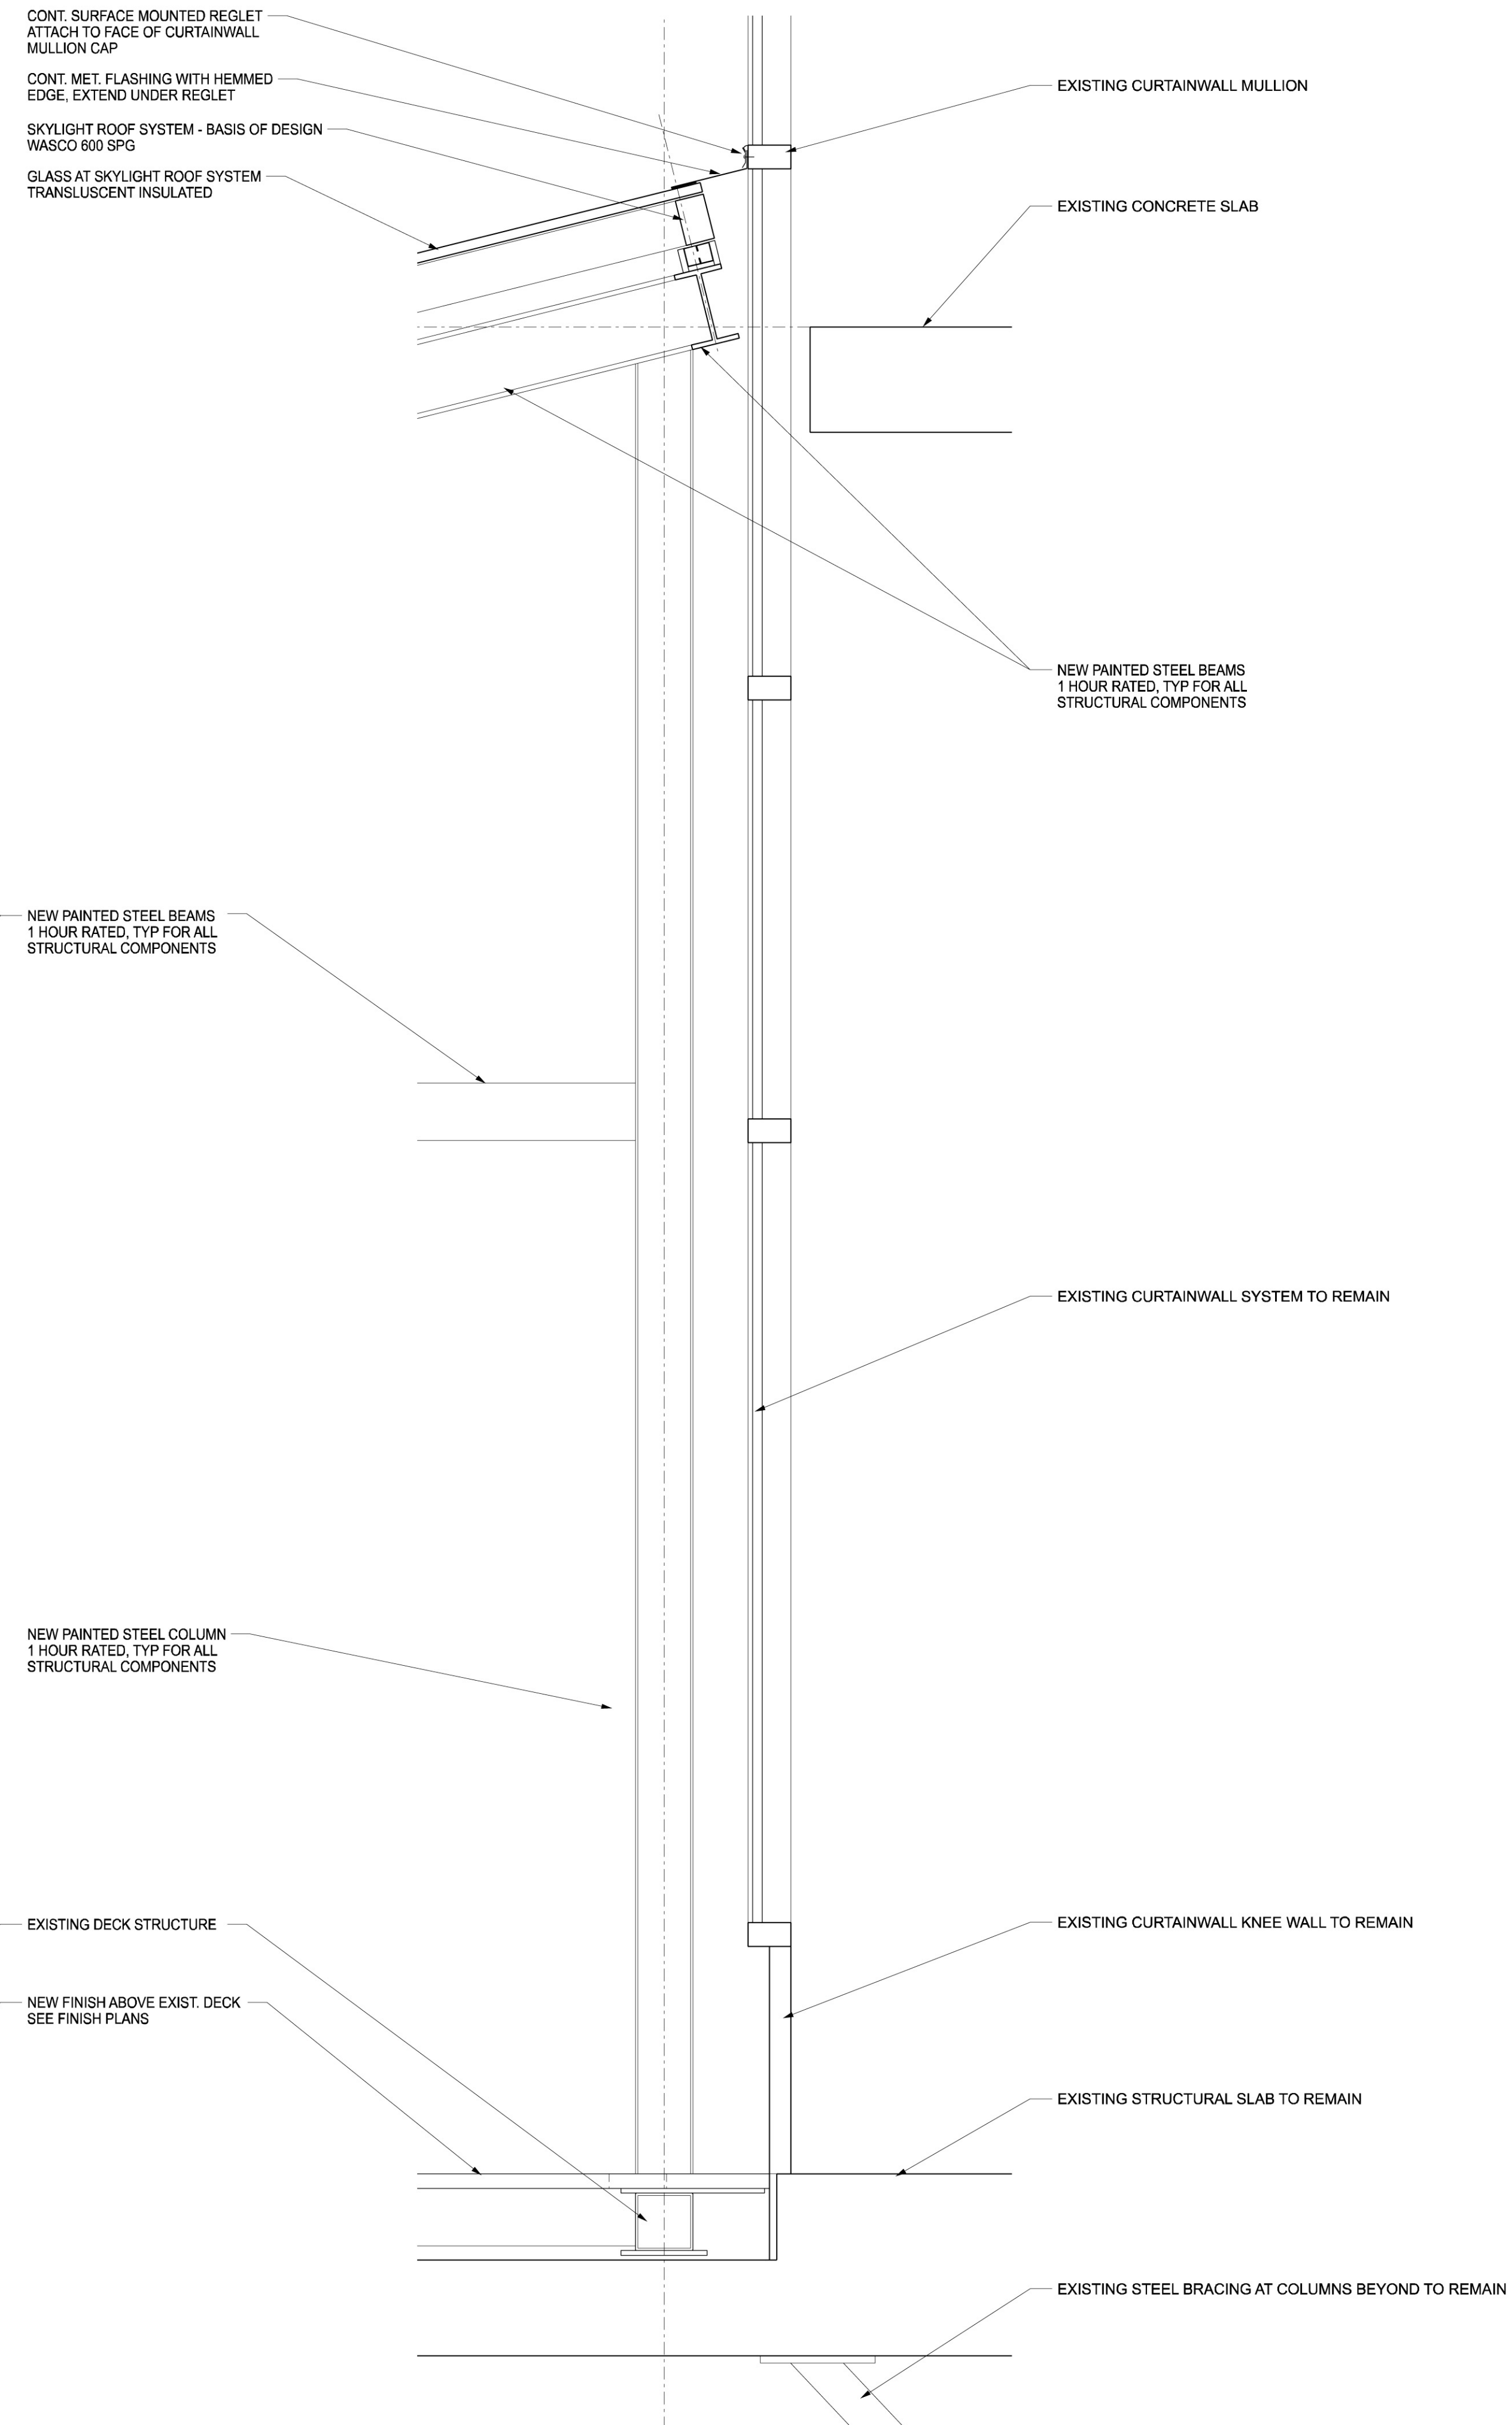 CONT. SURFACE MOUNTED REGLET
ATTACH TO FACE OF CURTAINWALL
MULLION CAP
CONT. MET. FLASHING WITH HEMMED
EDGE, EXTEND UNDER REGLET
SKYLIGHT ROOF SYSTEM - BASIS OF DESIGN
WASCO 600 SPG
GLASS AT SKYLIGHT ROOF SYSTEM
TRANSLUSCENT INSULATED
EXISTING CURTAINWALL MULLION
EXISTING CONCRETE SLAB
NEW PAINTED STEEL BEAMS
1 HOUR RATED, TYP FOR ALL
STRUCTURAL COMPONENTS
NEW PAINTED STEEL BEAMS
1 HOUR RATED, TYP FOR ALL
STRUCTURAL COMPONENTS
EXISTING CURTAINWALL SYSTEM TO REMAIN
NEW PAINTED STEEL COLUMN
1 HOUR RATED, TYP FOR ALL
STRUCTURAL COMPONENTS
EXISTING DECK STRUCTURE
EXISTING CURTAINWALL KNEE WALL TO REMAIN
NEW FINISH ABOVE EXIST. DECK
SEE FINISH PLANS
EXISTING STRUCTURAL SLAB TO REMAIN
EXISTING STEEL BRACING AT COLUMNS BEYOND TO REMAIN